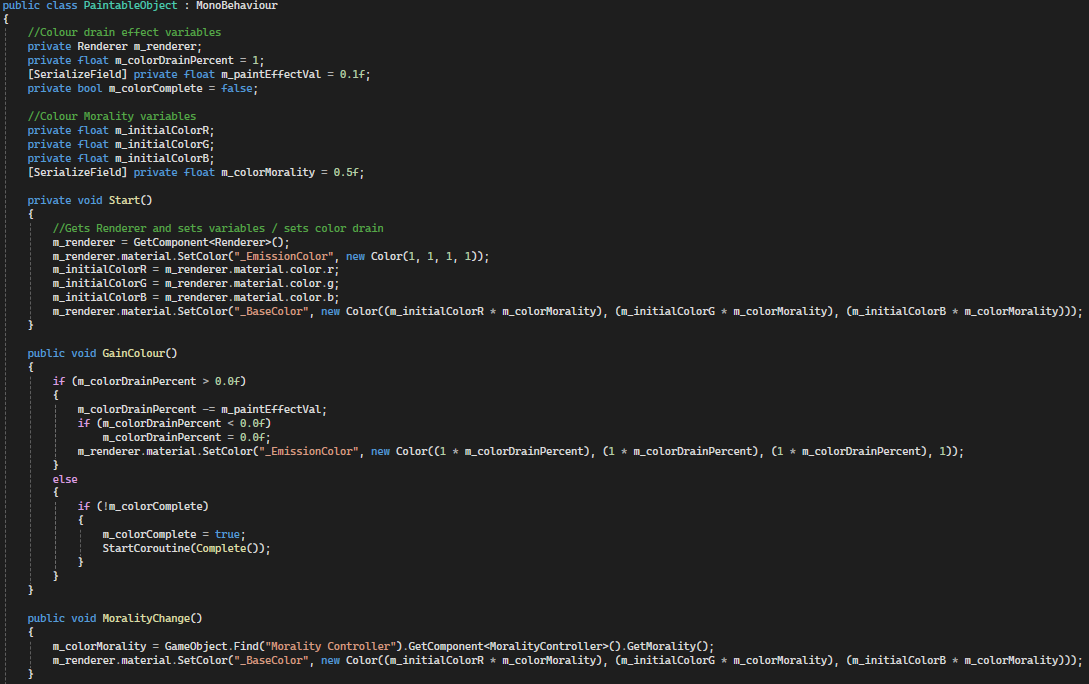 public class PaintableObject : MonoBehaviour
{
//Colour drain effect variables
private Renderer m_renderer;
private float m_colorDrainPercent = 1;
[SerializeField] private float m_paintEffectVal = 0.1f;
private bool m_colorComplete = false;
//Colour Morality variables
private float m_initialColorR;
private float m_initialColorG;
private float m_initialColorB;
[SerializeField] private float m_colorMorality = 0.5f;
private void Start()
{
//Gets Renderer and sets variables / sets color drain
m_renderer = GetComponent<Renderer>();
m_renderer.material.SetColor("_EmissionColor", new Color(1, 1, 1, 1));
m_initialColorR = m_renderer.material.color.r;
m_initialColorG = m_renderer.material.color.g;
m_initialColorB = m_renderer.material.color.b;
m_renderer.material.SetColor("_BaseColor", new Color((m_initialColorR * m_colorMorality), (m_initialColorG * m_colorMorality), (m_initialColorB * m_colorMorality)));
}
public void GainColour()
{
if (m_colorDrainPercent > 0.0f)
{
m_colorDrainPercent -= m_paintEffectVal;
if (m_colorDrainPercent < 0.0f)
m_colorDrainPercent = 0.0f;
m_renderer.material.SetColor("_EmissionColor", new Color((1 * m_colorDrainPercent), (1 * m_colorDrainPercent), (1 * m_colorDrainPercent), 1));
}
else
{
if (!m_colorComplete)
{
m_colorComplete = true;
StartCoroutine(Complete());
}
}
}
public void MoralityChange()
{
m_colorMorality = GameObject.Find("Morality Controller").GetComponent<MoralityController>().GetMorality();
m_renderer.material.SetColor("_BaseColor", new Color((m_initialColorR * m_colorMorality), (m_initialColorG * m_colorMorality), (m_initialColorB * m_colorMorality)));
}